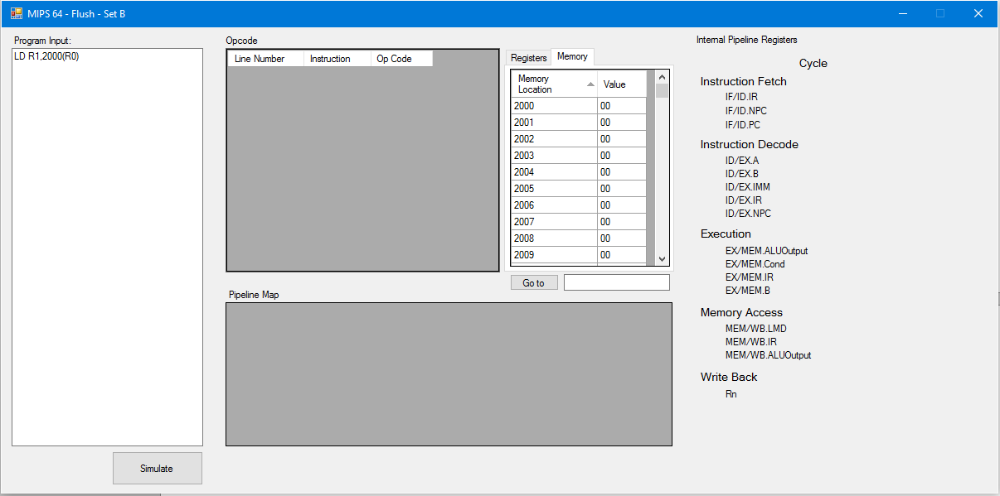 MIPS 64 - Flush - Set B
Program Input:
LD R1,2000(R0)
Simulate
Opcode
Line Number Instruction Op Code
Registers Memory
Memory Location Value
2000 00
2001 00
2002 00
2003 00
2004 00
2005 00
2006 00
2007 00
2008 00
2009 00
Go to
Pipeline Map
Internal Pipeline Registers
Cycle
Instruction Fetch
IF/ID.IR
IF/ID.NPC
IF/ID.PC
Instruction Decode
ID/EX.A
ID/EX.B
ID/EX.IMM
ID/EX.IR
ID/EX.NPC
Execution
EX/MEM.ALUOutput
EX/MEM.Cond
EX/MEM.IR
EX/MEM.B
Memory Access
MEM/WB.LMD
MEM/WB.IR
MEM/WB.ALUOutput
Write Back
Rn